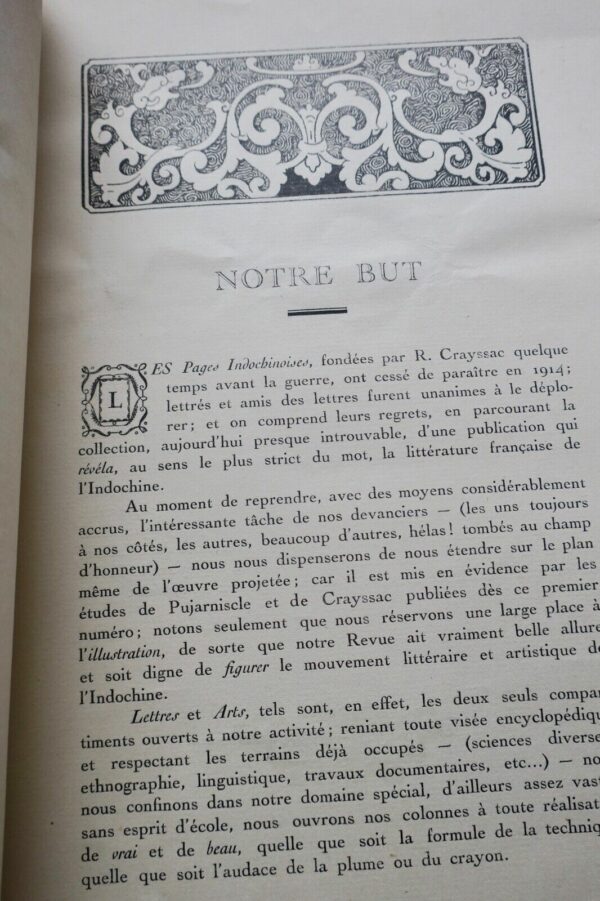 NOTRE BUT
LES Pages Indochinoises, fondées par R. Crayssac quelque
temps avant la guerre, ont cessé de paraître en 1914;
lettrés et amis des lettres furent unanimes à le déplo-
rer; et on comprend leurs regrets, en parcourant la
collection, aujourd'hui presque introuvable, d'une publication qui
révéla, au sens le plus strict du mot, la littérature française de
l'Indochine.
Au moment de reprendre, avec des moyens considérablement
accrus, l'intéressante tâche de nos devanciers — (les uns toujours
à nos côtés, les autres, beaucoup d'autres, hélas! tombés au champ
d'honneur) — nous nous dispenserons de nous étendre sur le plan
même de l'œuvre projetée; car il est mis en évidence par les
études de Pujarniscle et de Crayssac publiées dès ce premier
numéro; notons seulement que nous réservons une large place à
l'illustration, de sorte que notre Revue ait vraiment belle allure
et soit digne de figurer le mouvement littéraire et artistique de
l'Indochine.
Lettres et Arts, tels sont, en effet, les deux seuls compar
timents ouverts à notre activité; reniant toute visée encyclopédiqu
et respectant les terrains déjà occupés — (sciences diverse
ethnographie, linguistique, travaux documentaires, etc...) — no
nous confinons dans notre domaine spécial, d'ailleurs assez vast
sans esprit d'école, nous ouvrons nos colonnes à toute réalisat
de vrai et de beau, quelle que soit la formule de la techniqu
quelle que soit l'audace de la plume ou du crayon.